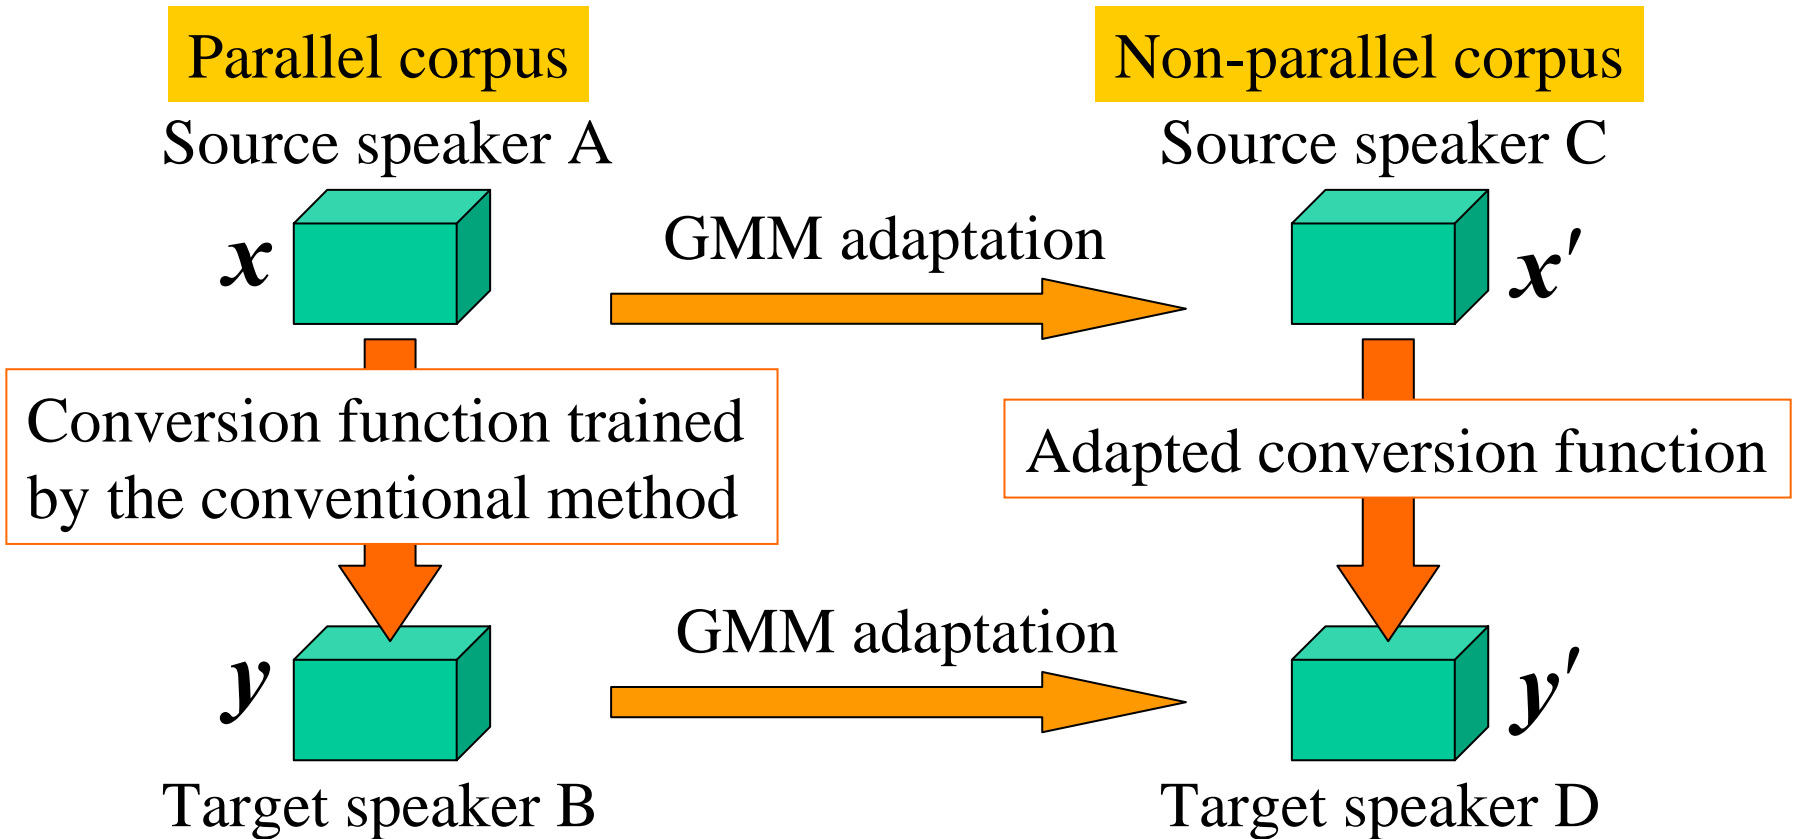 Parallel corpus
Source speaker A
x
Conversion function trained
by the conventional method
y
Target speaker B
GMM adaptation
GMM adaptation
Non-parallel corpus
Source speaker C
x′
Adapted conversion function
y′
Target speaker D